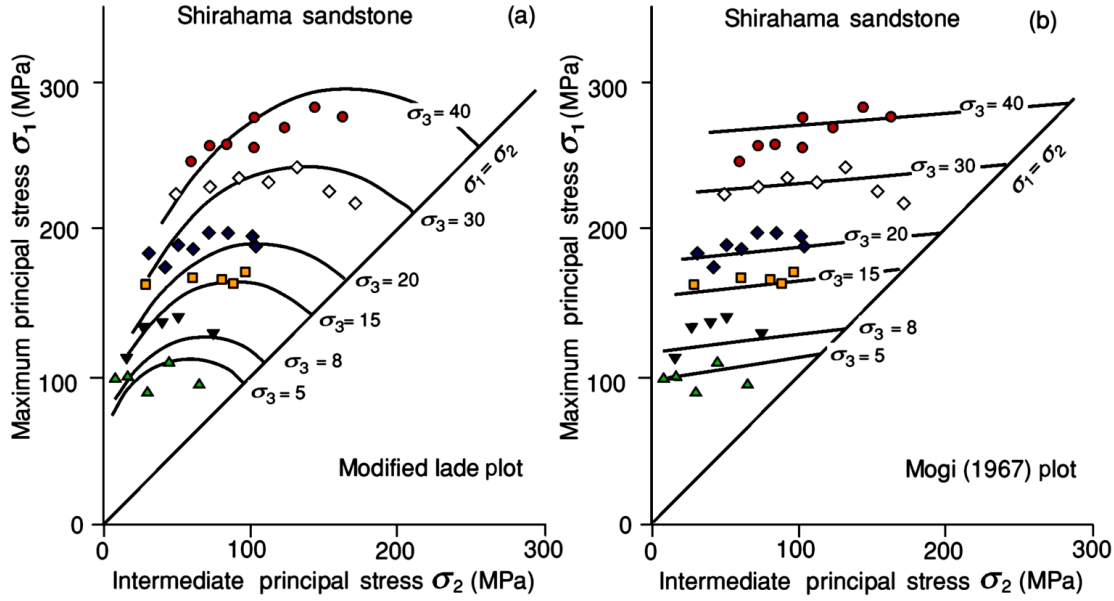 Shirahama sandstone
(a)
Maximum principal stress σ1 (MPa)
300
200
100
0
σ3 = 40
σ1 = σ2
σ3 = 30
σ3 = 20
σ3 = 15
σ3 = 8
σ3 = 5
Modified lade plot
0
100
200
300
Intermediate principal stress σ2 (MPa)
Shirahama sandstone
(b)
Maximum principal stress σ1 (MPa)
300
200
100
0
σ3 = 40
σ3 = 30
σ1 = σ2
σ3 = 20
σ3 = 15
σ3 = 8
σ3 = 5
Mogi (1967) plot
0
100
200
300
Intermediate principal stress σ2 (MPa)